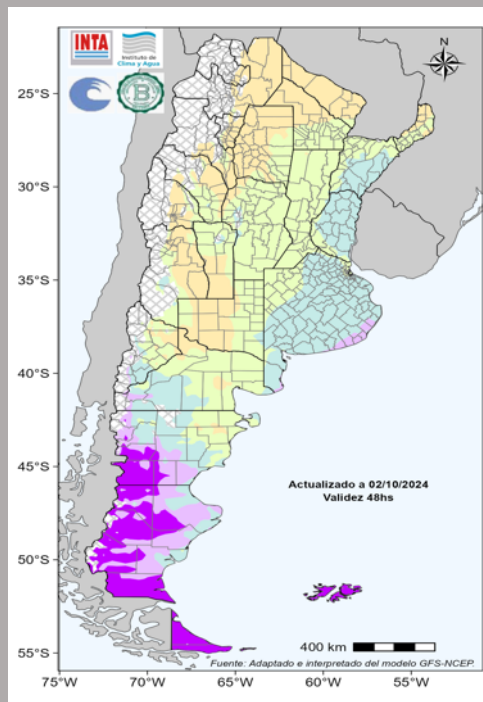 INTA
Instituto de
Clima y Agua
B
N
25°S
30°S
35°S
40°S
45°S
50°S
55°S
Actualizado a 02/10/2024
Validez 48hs
400 km
Fuente: Adaptado e interpretado del modelo GFS-NCEP.
75°W
70°W
65°W
60°W
55°W